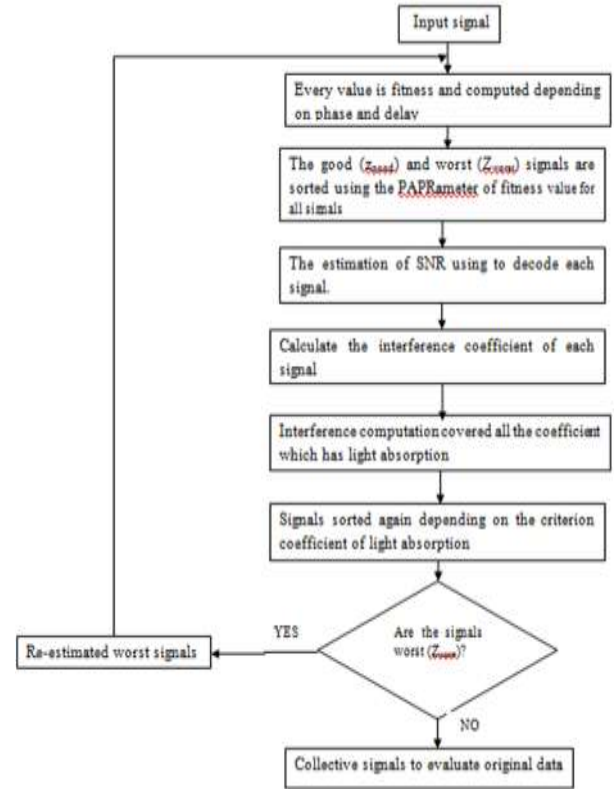 Input signal
Every value is fitness and computed depending
on phase and delay
The good (zgood) and worst (Zworst) signals are
sorted using the PAPRameter of fitness value for
all signals
The estimation of SNR using to decode each
signal.
Calculate the interference coefficient of each
signal
Interference computation covered all the coefficient
which has light absorption
Signals sorted again depending on the criterion
coefficient of light absorption
YES
Are the signals
worst (Zworst)?
Re-estimated worst signals
NO
Collective signals to evaluate original data